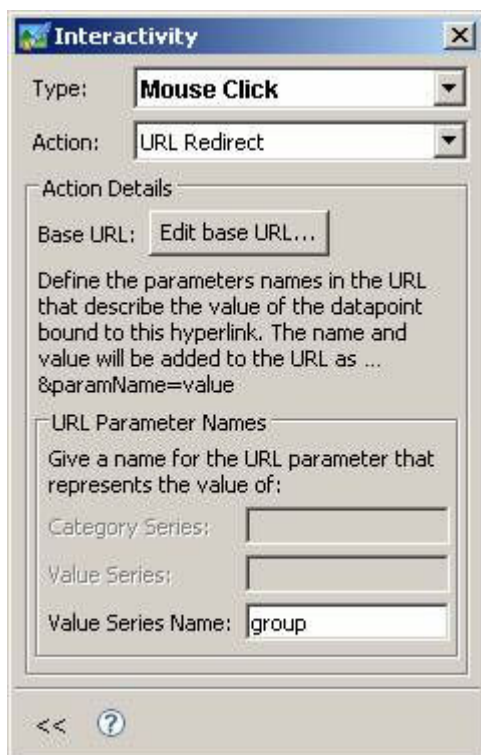 Interactivity
Type: Mouse Click
Action: URL Redirect
Action Details
Base URL: Edit base URL...
Define the parameters names in the URL
that describe the value of the datapoint
bound to this hyperlink. The name and
value will be added to the URL as ...
&paramName=value
URL Parameter Names
Give a name for the URL parameter that
represents the value of:
Category Series:
Value Series:
Value Series Name: group
<< ?